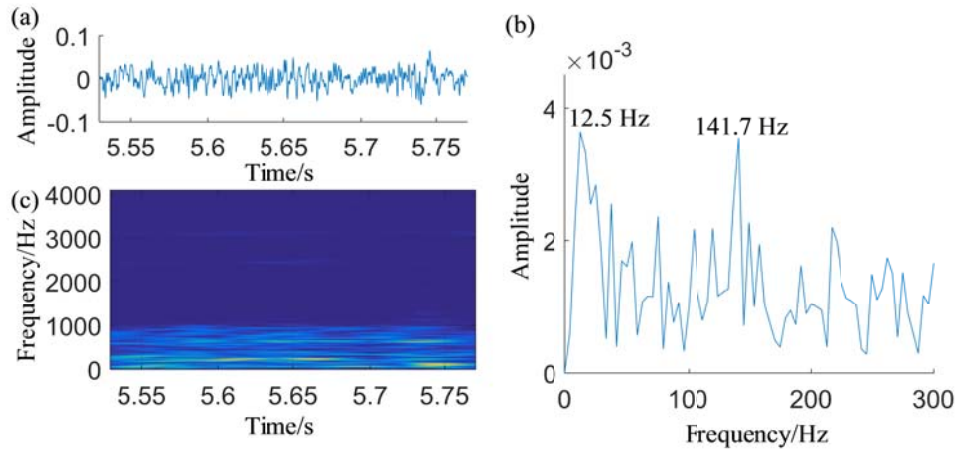 (a)
0.1
0
-0.1
Amplitude
5.55 5.6 5.65 5.7 5.75
Time/s
(c)
4000
3000
2000
1000
0
Frequency/Hz
5.55 5.6 5.65 5.7 5.75
Time/s
(b)
×10⁻³
4
2
0
Amplitude
12.5 Hz
141.7 Hz
0 100 200 300
Frequency/Hz